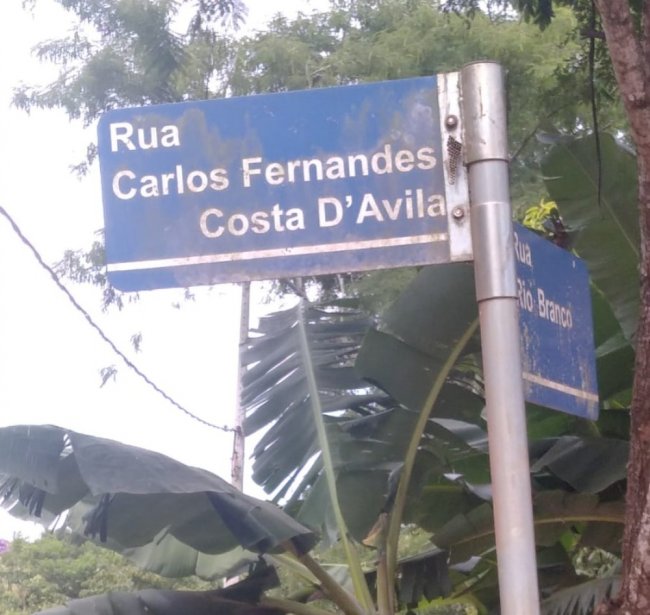 Rua
Carlos Fernandes
Costa D'Avila
Rua
Rio Branco